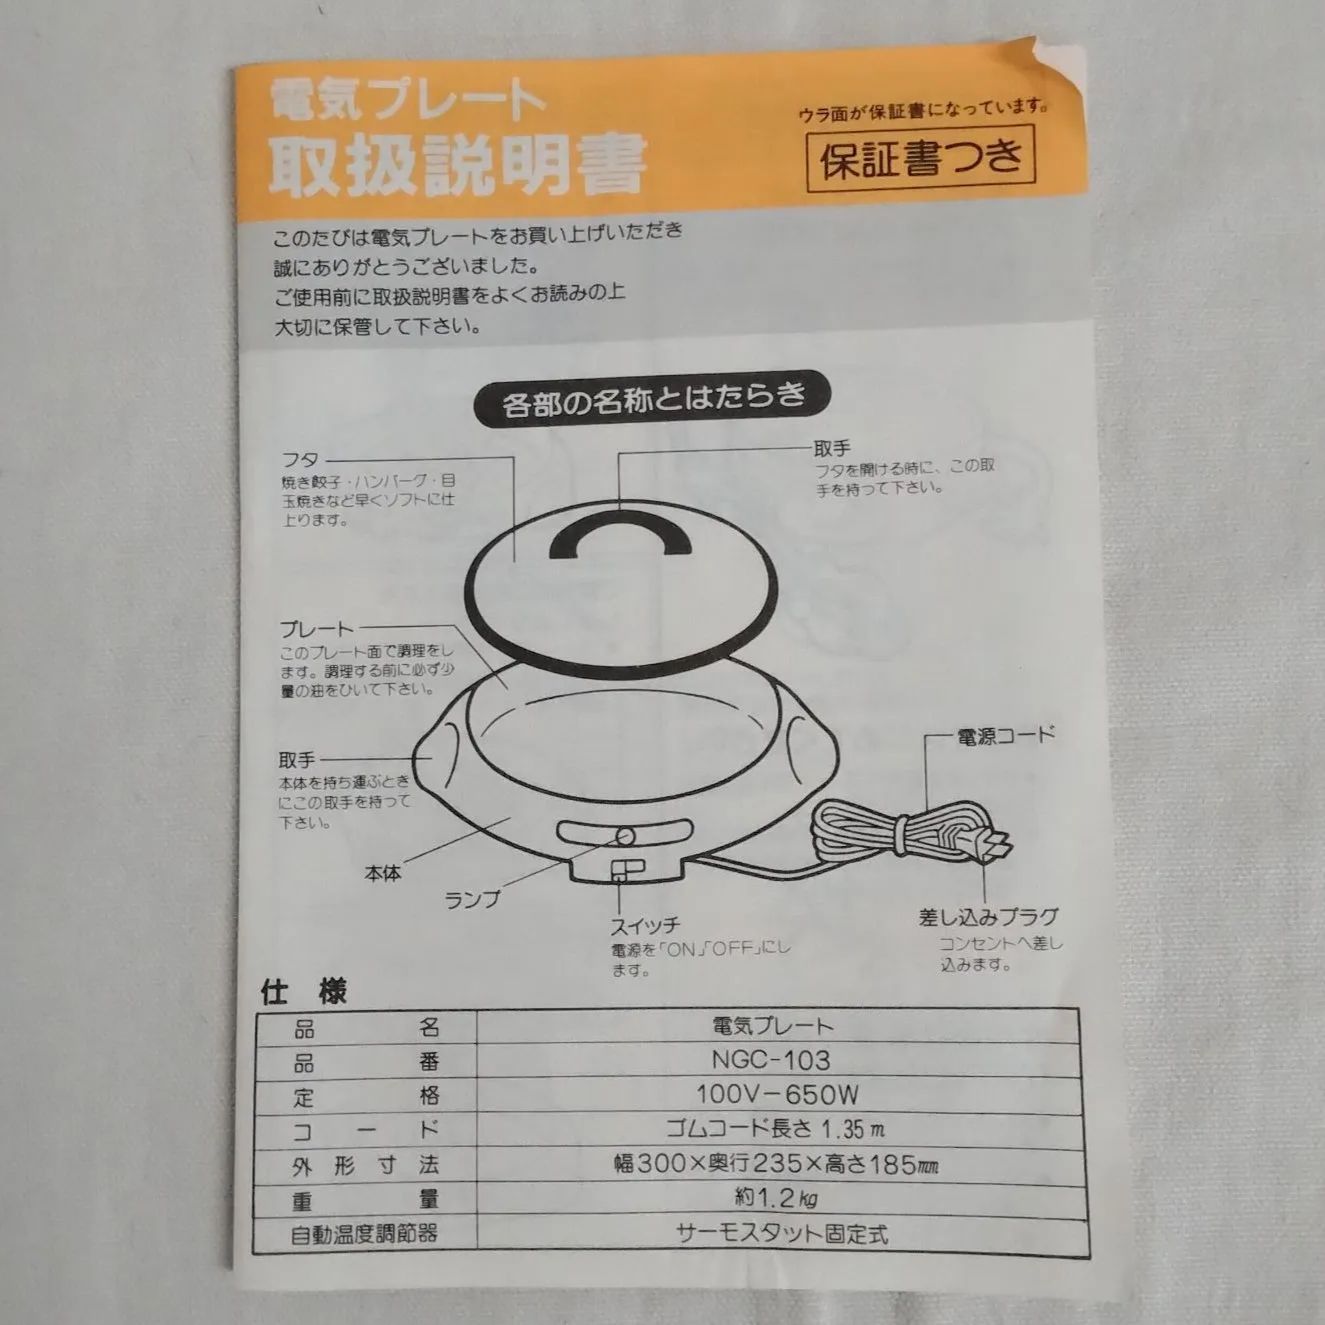 電気プレート
取扱説明書
ウラ面が保証書になっています。
保証書つき
このたびは電気プレートをお買い上げいただき
誠にありがとうございました。
ご使用前に取扱説明書をよくお読みの上
大切に保管して下さい。
各部の名称とはたらき
フタ
焼き餃子・ハンバーグ・目
玉焼きなど早くソフトに仕
上ります。
取手
フタを開ける時に、この取
手を持って下さい。
プレート
このプレート面で調理をし
ます。調理する前に必ず少
量の油をひいて下さい。
取手
本体を持ち運ぶとき
にこの取手を持って
下さい。
電源コード
本体
ランプ
スイッチ
電源を「ON」「OFF」にし
ます。
差し込みプラグ
コンセントへ差し
込みます。
仕様
品名 電気プレート
品番 NGC-103
定格 100V-650W
コード ゴムコード長さ1.35m
外形寸法 幅300×奥行235×高さ185mm
重量 約1.2kg
自動温度調節器 サーモスタット固定式